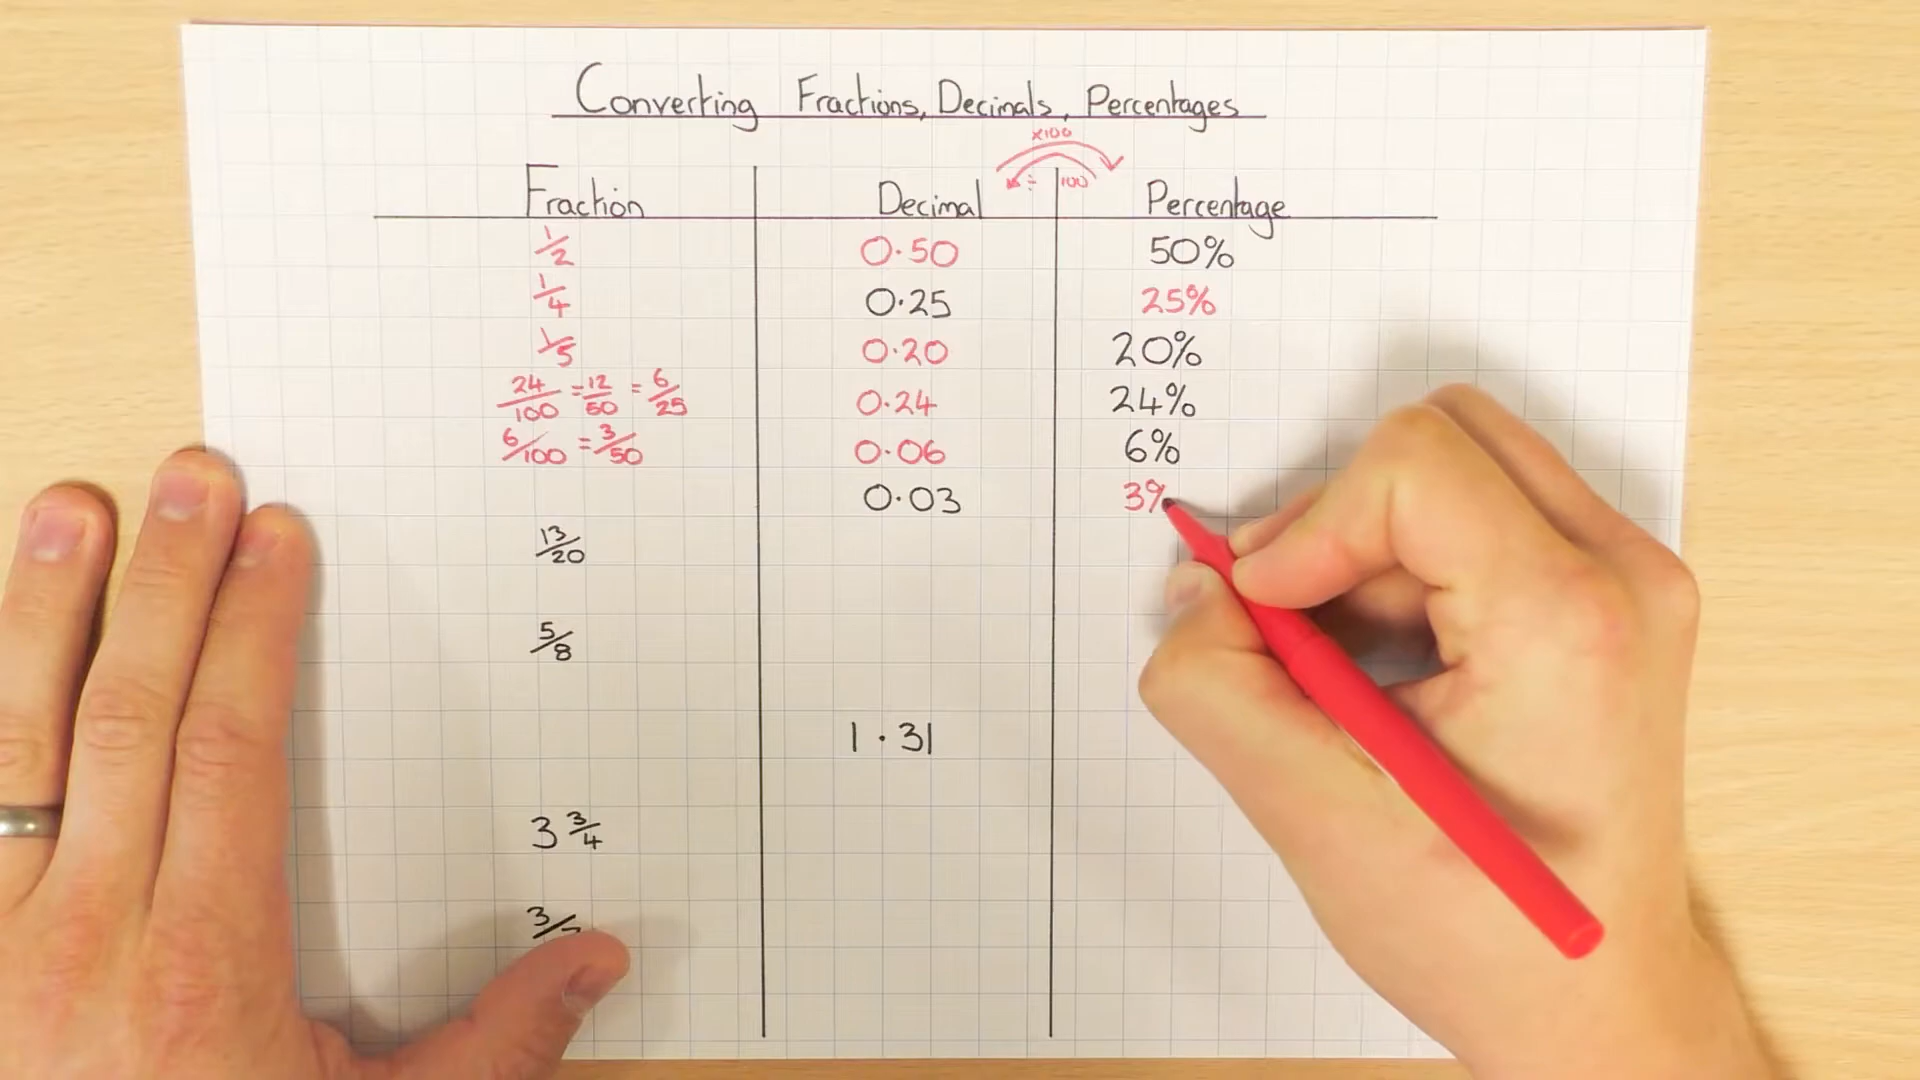 Converting Fractions, Decimals, Percentages
×100
÷ 100
Fraction Decimal Percentage
1/2 0·50 50%
1/4 0·25 25%
1/5 0·20 20%
24/100 = 12/50 = 6/25 0·24 24%
6/100 = 3/50 0·06 6%
0·03 3%
13/20
5/8
1·31
3 3/4
3/